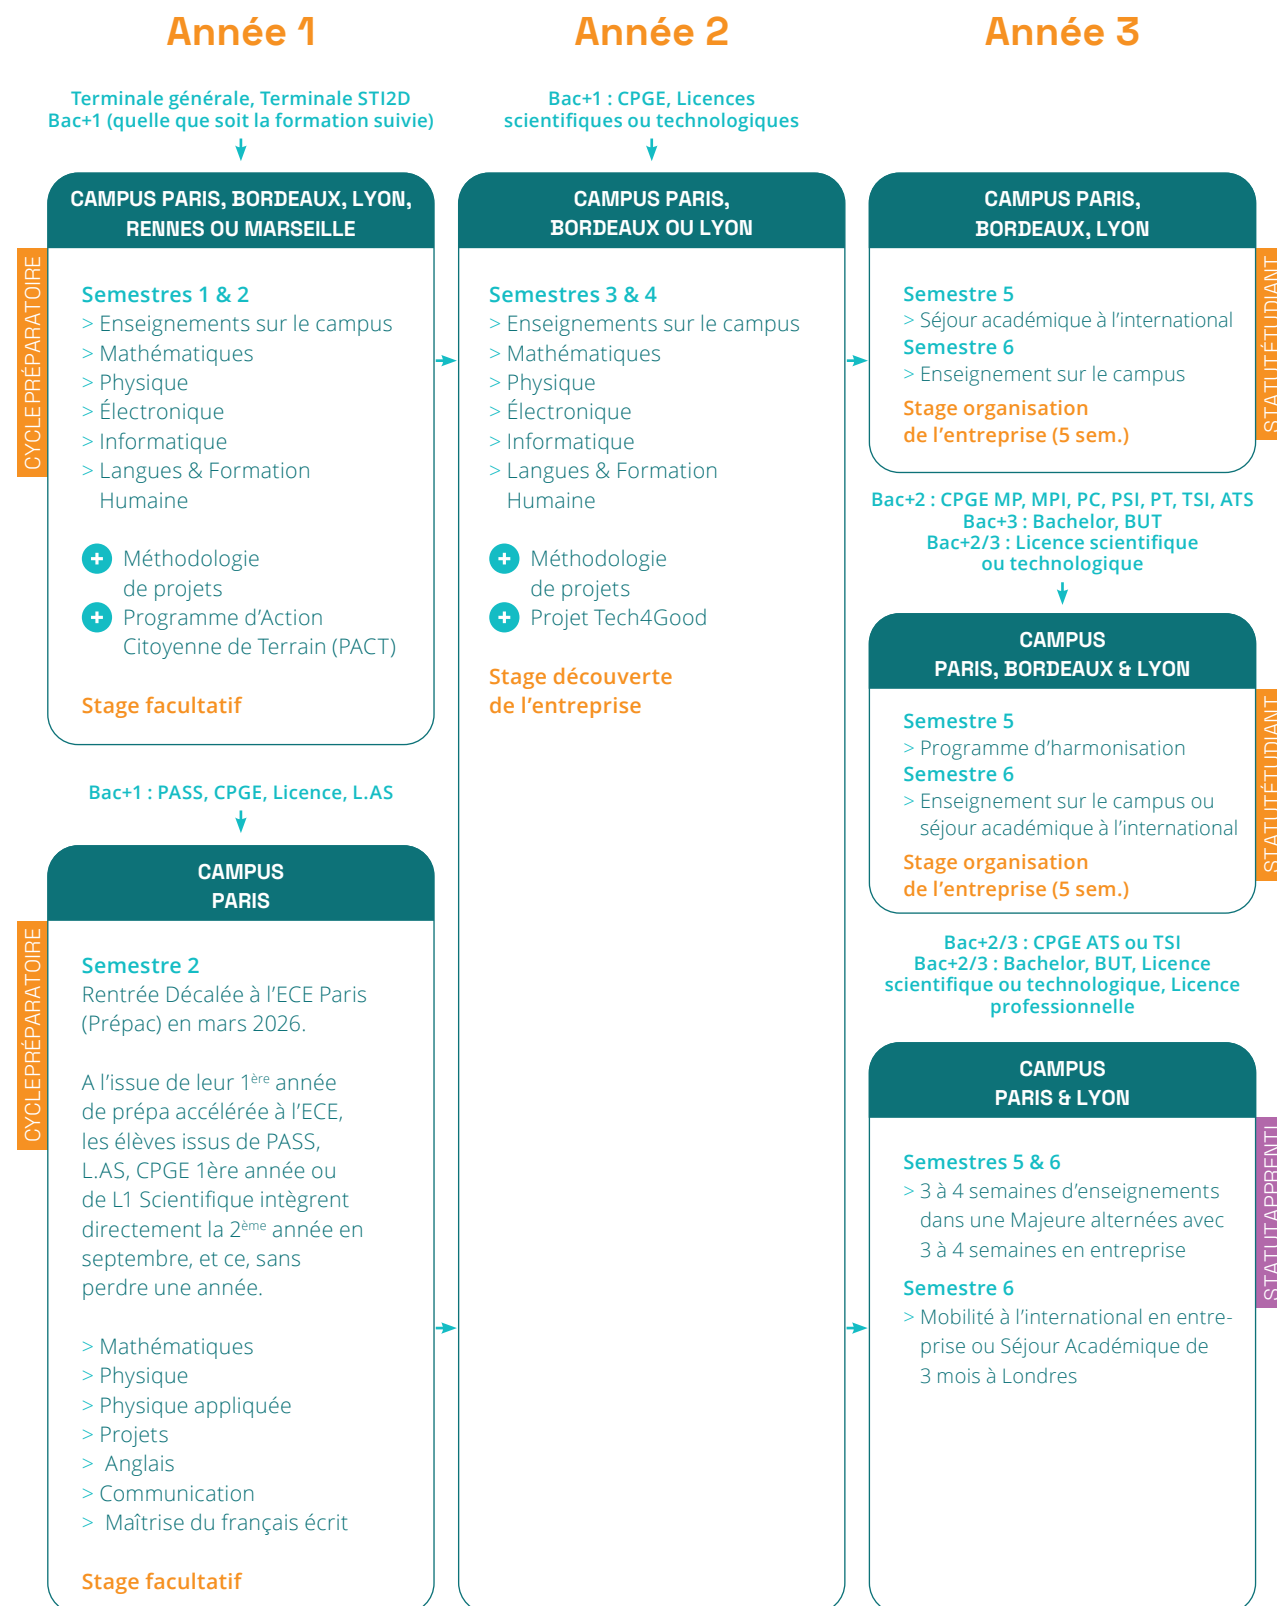 Année 1
Terminale générale, Terminale STI2D
Bac+1 (quelle que soit la formation suivie)
CAMPUS PARIS, BORDEAUX, LYON,
RENNES OU MARSEILLE
CYCLE PRÉPARATOIRE
Semestres 1 & 2
> Enseignements sur le campus
> Mathématiques
> Physique
> Électronique
> Informatique
> Langues & Formation
Humaine
+ Méthodologie
de projets
+ Programme d’Action
Citoyenne de Terrain (PACT)
Stage facultatif
Bac+1 : PASS, CPGE, Licence, L.AS
CAMPUS
PARIS
CYCLE PRÉPARATOIRE
Semestre 2
Rentrée Décalée à l’ECE Paris
(Prépac) en mars 2026.
A l’issue de leur 1ère année
de prépa accélérée à l’ECE,
les élèves issus de PASS,
L.AS, CPGE 1ère année ou
de L1 Scientifique intègrent
directement la 2ème année en
septembre, et ce, sans
perdre une année.
> Mathématiques
> Physique
> Physique appliquée
> Projets
> Anglais
> Communication
> Maîtrise du français écrit
Stage facultatif
Année 2
Bac+1 : CPGE, Licences
scientifiques ou technologiques
CAMPUS PARIS,
BORDEAUX OU LYON
Semestres 3 & 4
> Enseignements sur le campus
> Mathématiques
> Physique
> Électronique
> Informatique
> Langues & Formation
Humaine
+ Méthodologie
de projets
+ Projet Tech4Good
Stage découverte
de l’entreprise
Année 3
CAMPUS PARIS,
BORDEAUX, LYON
STATUT ÉTUDIANT
Semestre 5
> Séjour académique à l’international
Semestre 6
> Enseignement sur le campus
Stage organisation
de l’entreprise (5 sem.)
Bac+2 : CPGE MP, MPI, PC, PSI, PT, TSI, ATS
Bac+3 : Bachelor, BUT
Bac+2/3 : Licence scientifique
ou technologique
CAMPUS
PARIS, BORDEAUX & LYON
STATUT ÉTUDIANT
Semestre 5
> Programme d’harmonisation
Semestre 6
> Enseignement sur le campus ou
séjour académique à l’international
Stage organisation
de l’entreprise (5 sem.)
Bac+2/3 : CPGE ATS ou TSI
Bac+2/3 : Bachelor, BUT, Licence
scientifique ou technologique, Licence
professionnelle
CAMPUS
PARIS & LYON
STATUT APPRENTI
Semestres 5 & 6
> 3 à 4 semaines d’enseignements
dans une Majeure alternées avec
3 à 4 semaines en entreprise
Semestre 6
> Mobilité à l’international en entre-
prise ou Séjour Académique de
3 mois à Londres